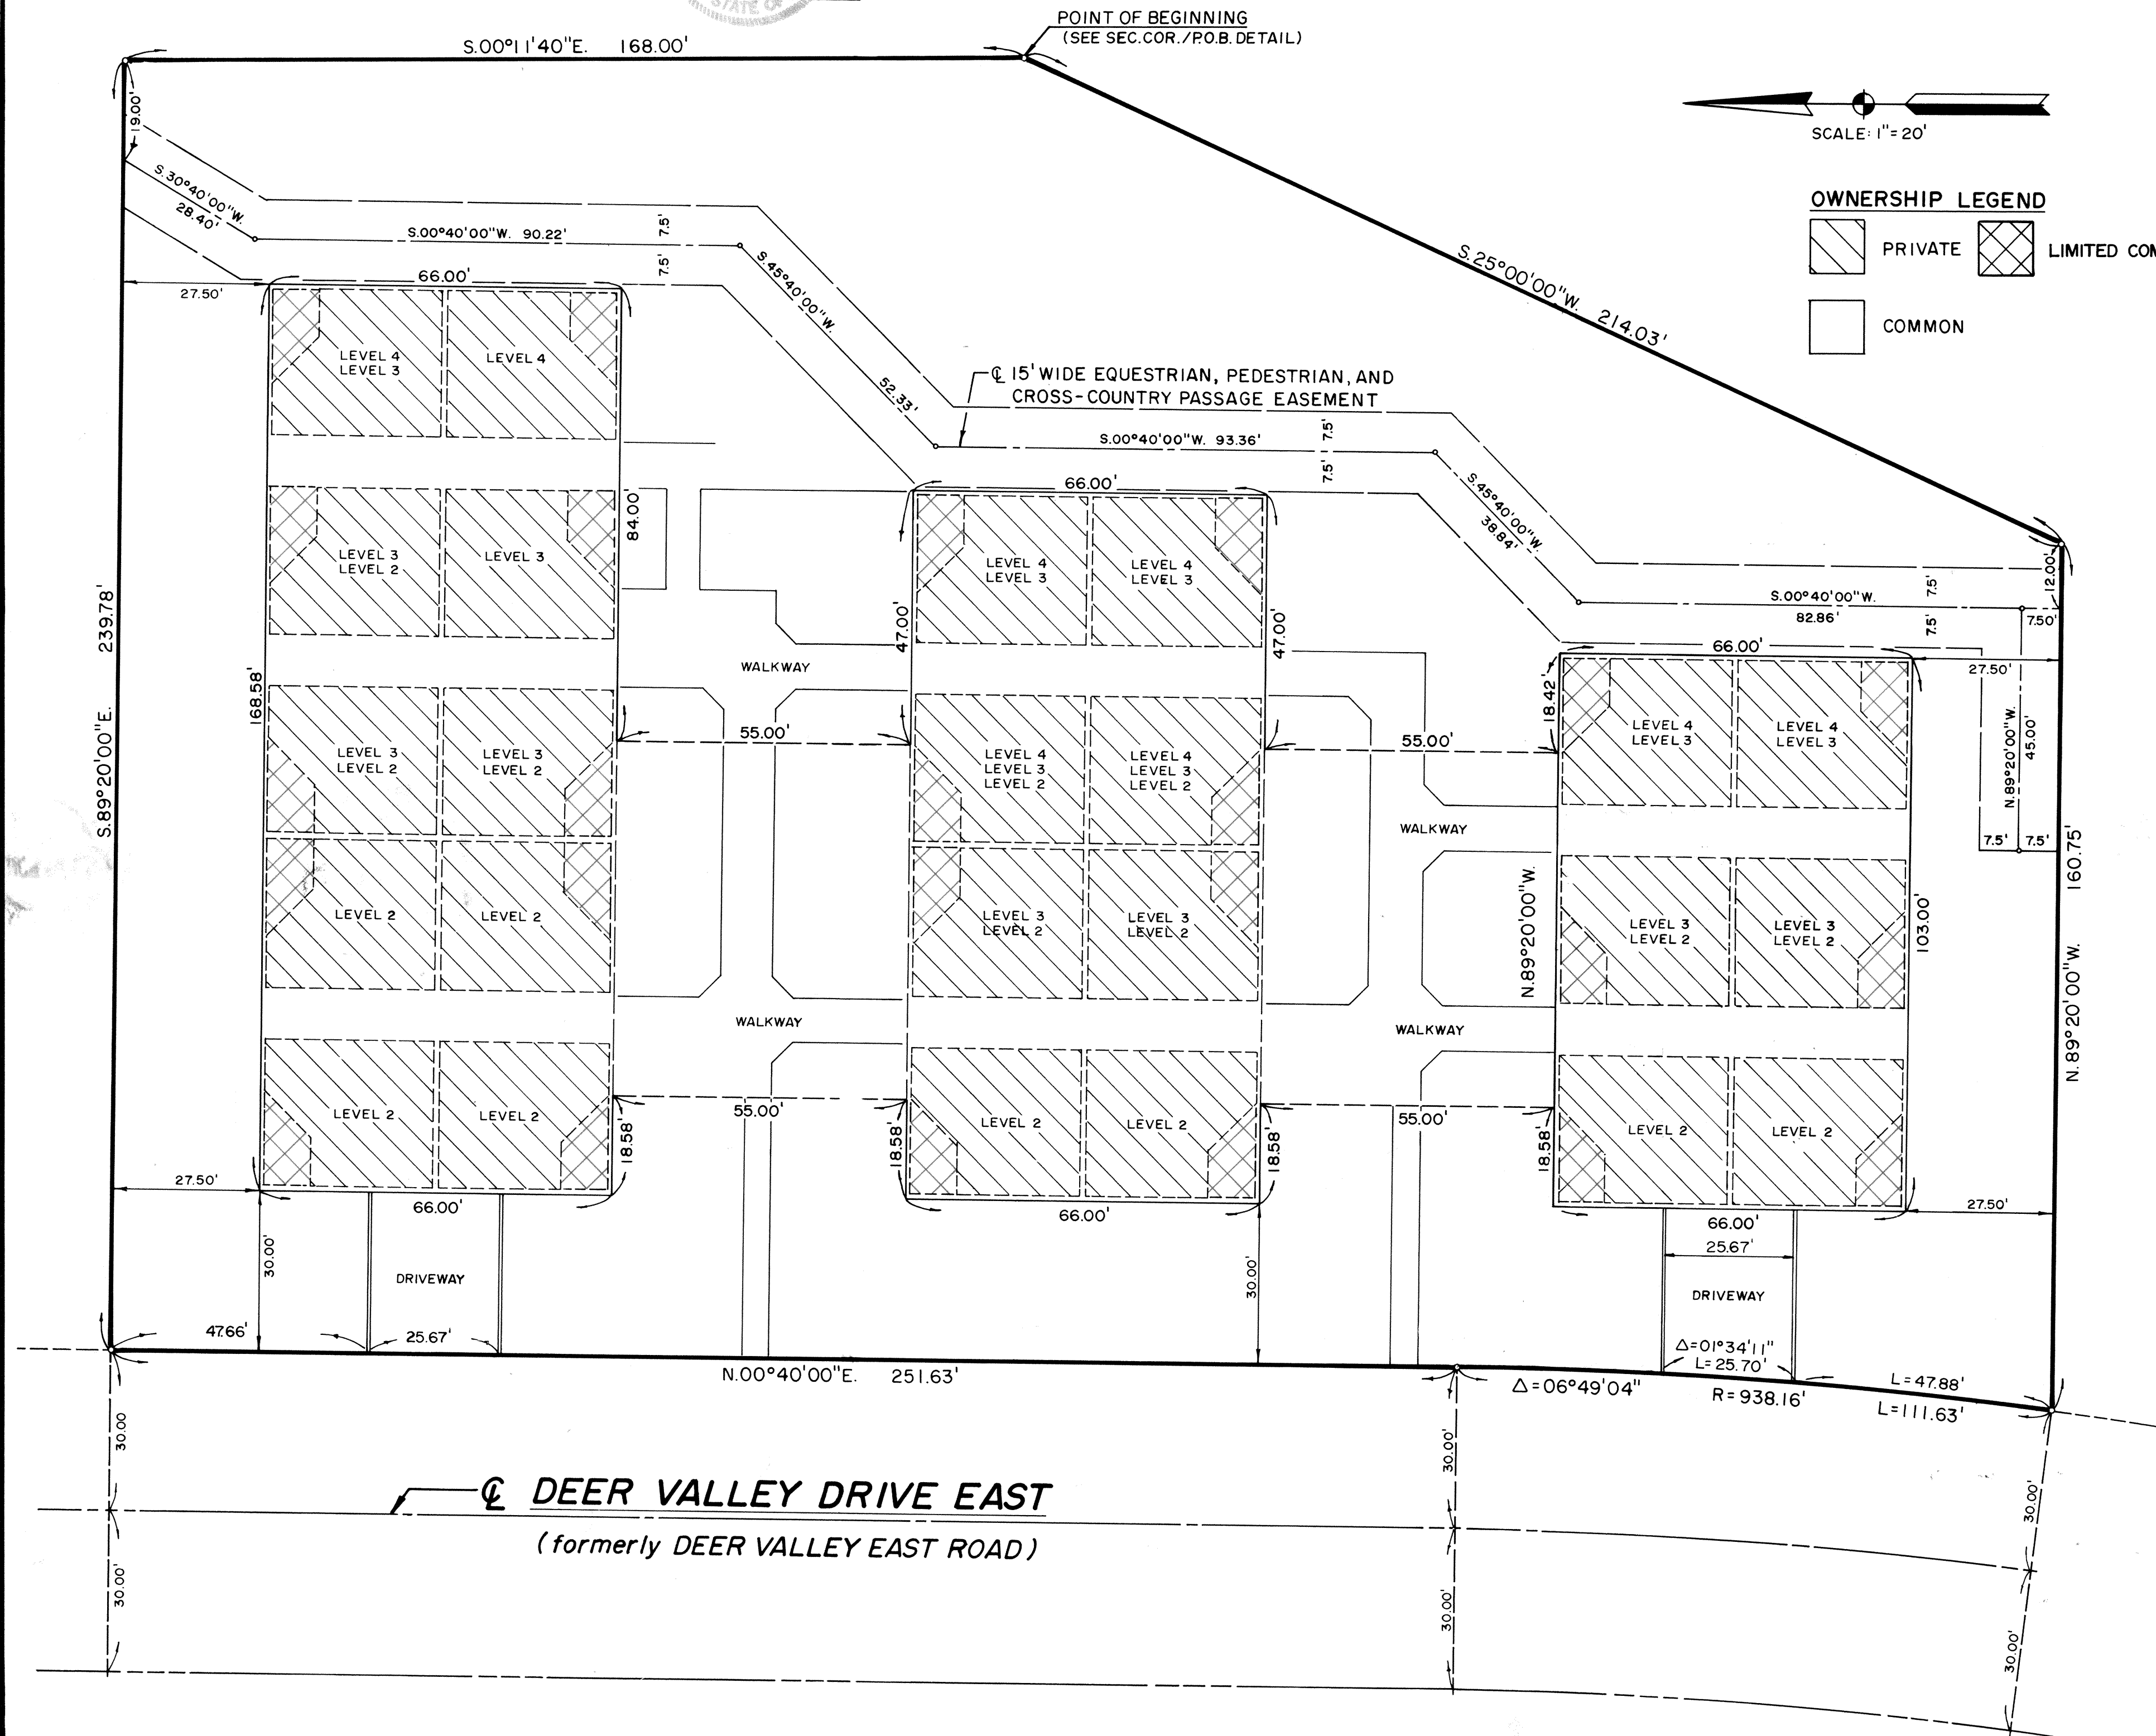 STATE OF
POINT OF BEGINNING
(SEE SEC.COR./P.O.B. DETAIL)
S.00°11'40"E. 168.00'
SCALE: 1"=20'
OWNERSHIP LEGEND
PRIVATE
LIMITED COM
COMMON
S.25°00'00"W. 214.03'
19.00'
S.30°40'00"W.
28.40'
S.00°40'00"W. 90.22'
7.5'
7.5'
S.45°40'00"W.
52.33'
℄ 15' WIDE EQUESTRIAN, PEDESTRIAN, AND
CROSS-COUNTRY PASSAGE EASEMENT
S.00°40'00"W. 93.36'
7.5'
7.5'
S.45°40'00"W.
38.84'
S.00°40'00"W.
82.86'
7.5'
7.5'
12.00'
7.50'
27.50'
N.89°20'00"W.
45.00'
7.5'
7.5'
27.50'
66.00'
LEVEL 4
LEVEL 3
LEVEL 4
LEVEL 3
LEVEL 2
LEVEL 3
84.00'
LEVEL 3
LEVEL 2
LEVEL 3
LEVEL 2
LEVEL 2
LEVEL 2
LEVEL 2
LEVEL 2
168.58'
18.58'
66.00'
27.50'
S.89°20'00"E. 239.78'
WALKWAY
55.00'
WALKWAY
55.00'
66.00'
47.00'
47.00'
LEVEL 4
LEVEL 3
LEVEL 4
LEVEL 3
LEVEL 4
LEVEL 3
LEVEL 2
LEVEL 4
LEVEL 3
LEVEL 2
LEVEL 3
LEVEL 2
LEVEL 3
LEVEL 2
LEVEL 2
LEVEL 2
18.58'
18.58'
66.00'
55.00'
WALKWAY
WALKWAY
55.00'
66.00'
18.42'
LEVEL 4
LEVEL 3
LEVEL 4
LEVEL 3
N.89°20'00"W.
LEVEL 3
LEVEL 2
LEVEL 3
LEVEL 2
103.00'
LEVEL 2
LEVEL 2
18.58'
66.00'
27.50'
N.89°20'00"W. 160.75'
30.00'
DRIVEWAY
47.66'
25.67'
30.00'
25.67'
DRIVEWAY
Δ=01°34'11"
L=25.70'
L=47.88'
N.00°40'00"E. 251.63'
Δ=06°49'04"
R=938.16'
L=111.63'
30.00
30.00'
30.00'
30.00'
30.00'
30.00'
℄ DEER VALLEY DRIVE EAST
(formerly DEER VALLEY EAST ROAD)